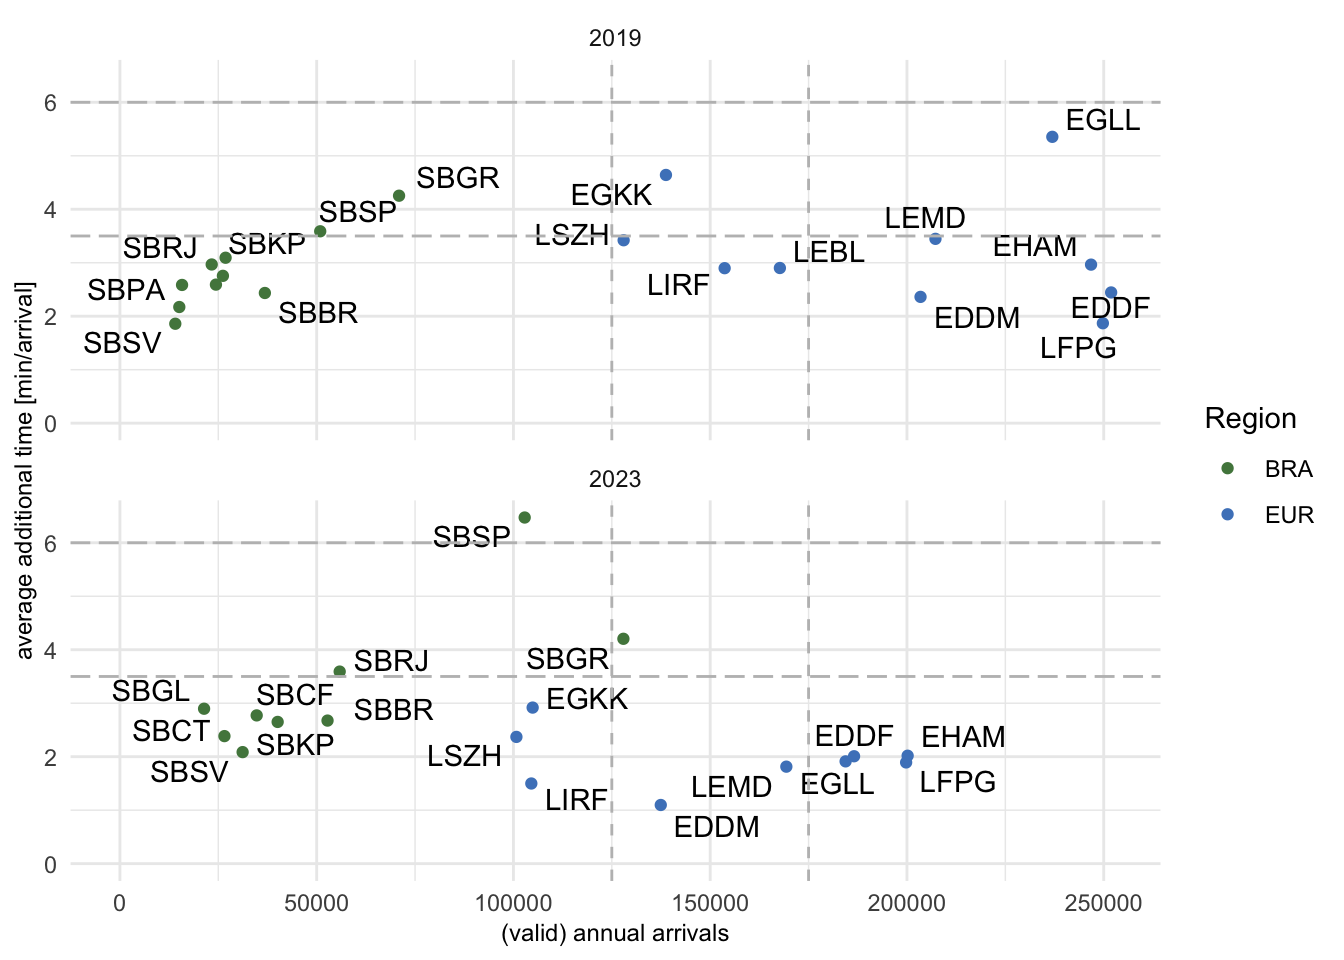 2019
6
EGLL
SBGR
EGKK
4
SBSP
LEMD
LSZH
SBRJ
SBKP
EHAM
LEBL
SBPA
LIRF
2
SBBR
EDDM
EDDF
SBSV
LFPG
0
average additional time [min/arrival]
Region
BRA
EUR
2023
6
SBSP
4
SBRJ
SBGR
SBGL
SBCF
EGKK
SBBR
SBCT
EDDF
EHAM
2
SBKP
LSZH
SBSV
LEMD
EGLL
LFPG
LIRF
EDDM
0
0 50000 100000 150000 200000 250000
(valid) annual arrivals